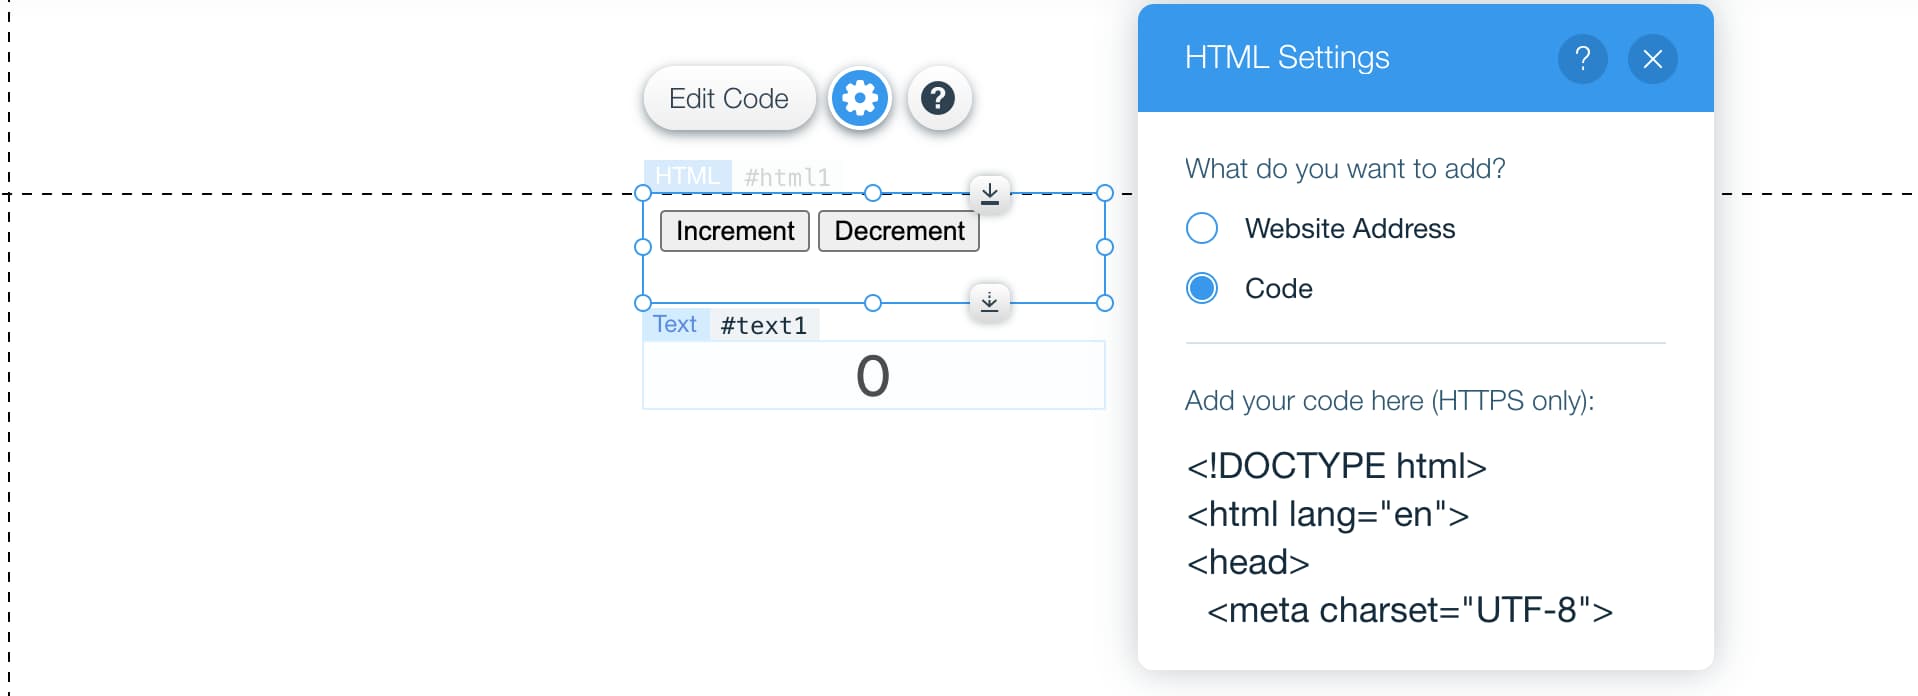 Edit Code
?
HTML #html1
Increment Decrement
Text #text1
0
HTML Settings
?
What do you want to add?
Website Address
Code
Add your code here (HTTPS only):
<!DOCTYPE html>
<html lang="en">
<head>
<meta charset="UTF-8">